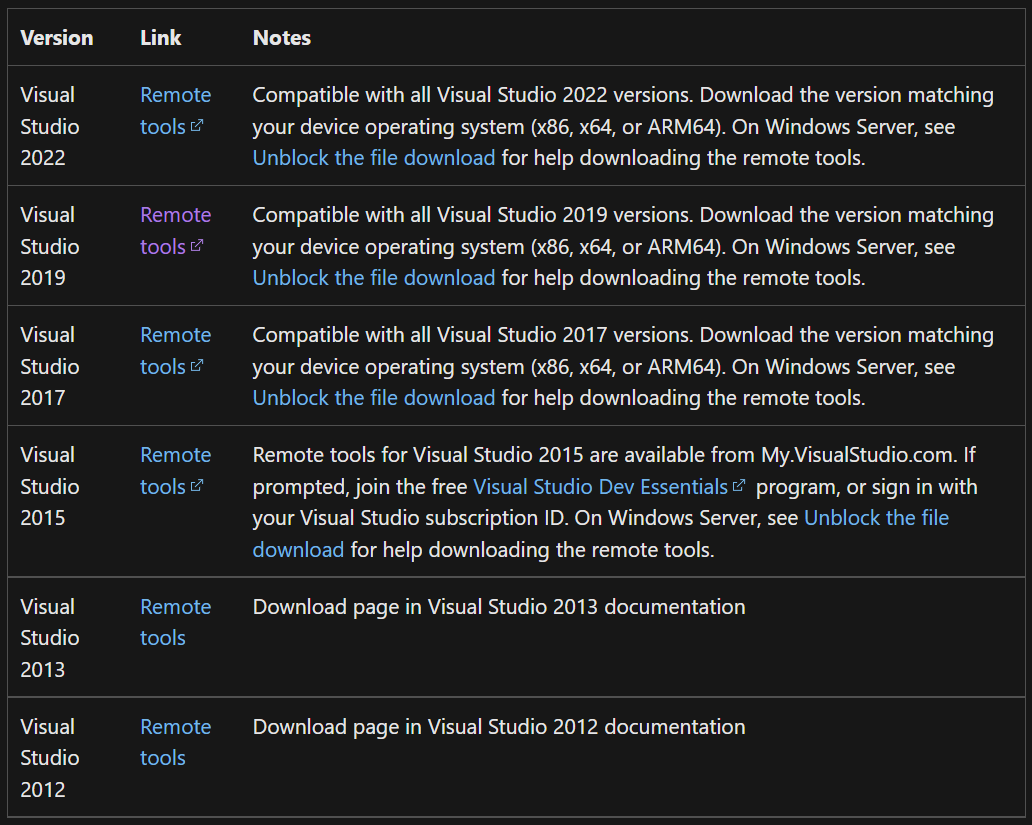 Version Link Notes
Visual Remote Compatible with all Visual Studio 2022 versions. Download the version matching
Studio tools your device operating system (x86, x64, or ARM64). On Windows Server, see
2022 Unblock the file download for help downloading the remote tools.
Visual Remote Compatible with all Visual Studio 2019 versions. Download the version matching
Studio tools your device operating system (x86, x64, or ARM64). On Windows Server, see
2019 Unblock the file download for help downloading the remote tools.
Visual Remote Compatible with all Visual Studio 2017 versions. Download the version matching
Studio tools your device operating system (x86, x64, or ARM64). On Windows Server, see
2017 Unblock the file download for help downloading the remote tools.
Visual Remote Remote tools for Visual Studio 2015 are available from My.VisualStudio.com. If
Studio tools prompted, join the free Visual Studio Dev Essentials program, or sign in with
2015 your Visual Studio subscription ID. On Windows Server, see Unblock the file
download for help downloading the remote tools.
Visual Remote Download page in Visual Studio 2013 documentation
Studio tools
2013
Visual Remote Download page in Visual Studio 2012 documentation
Studio tools
2012